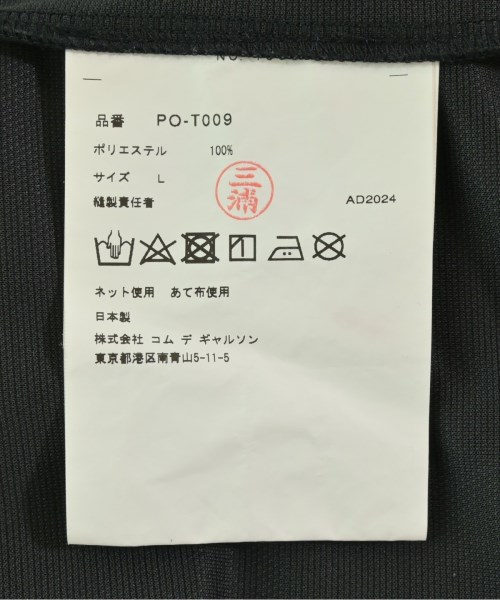 品番 PO-T009
ポリエステル 100%
サイズ L
三浦
縫製責任者 AD2024
ネット使用 あて布使用
日本製
株式会社 コム デ ギャルソン
東京都港区南青山5-11-5